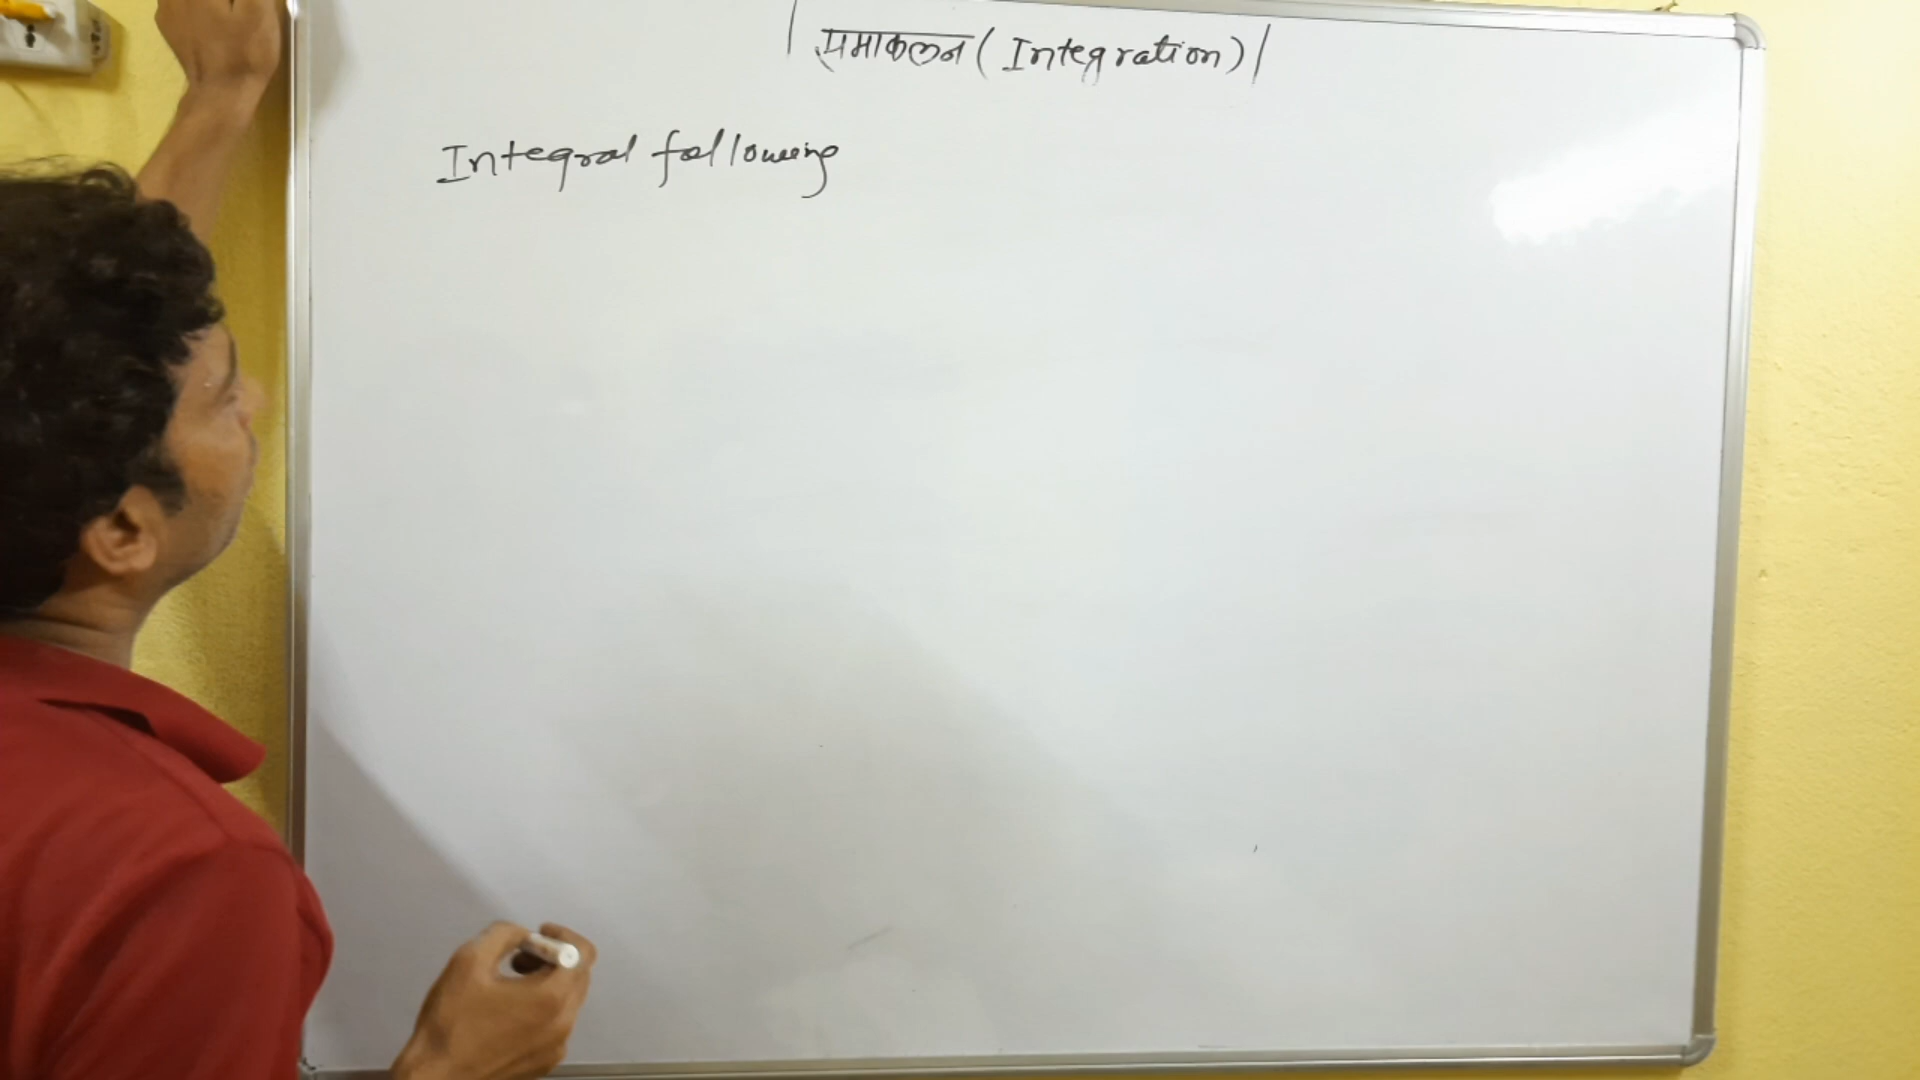 | समाकलन ( Integration ) |
Integral following